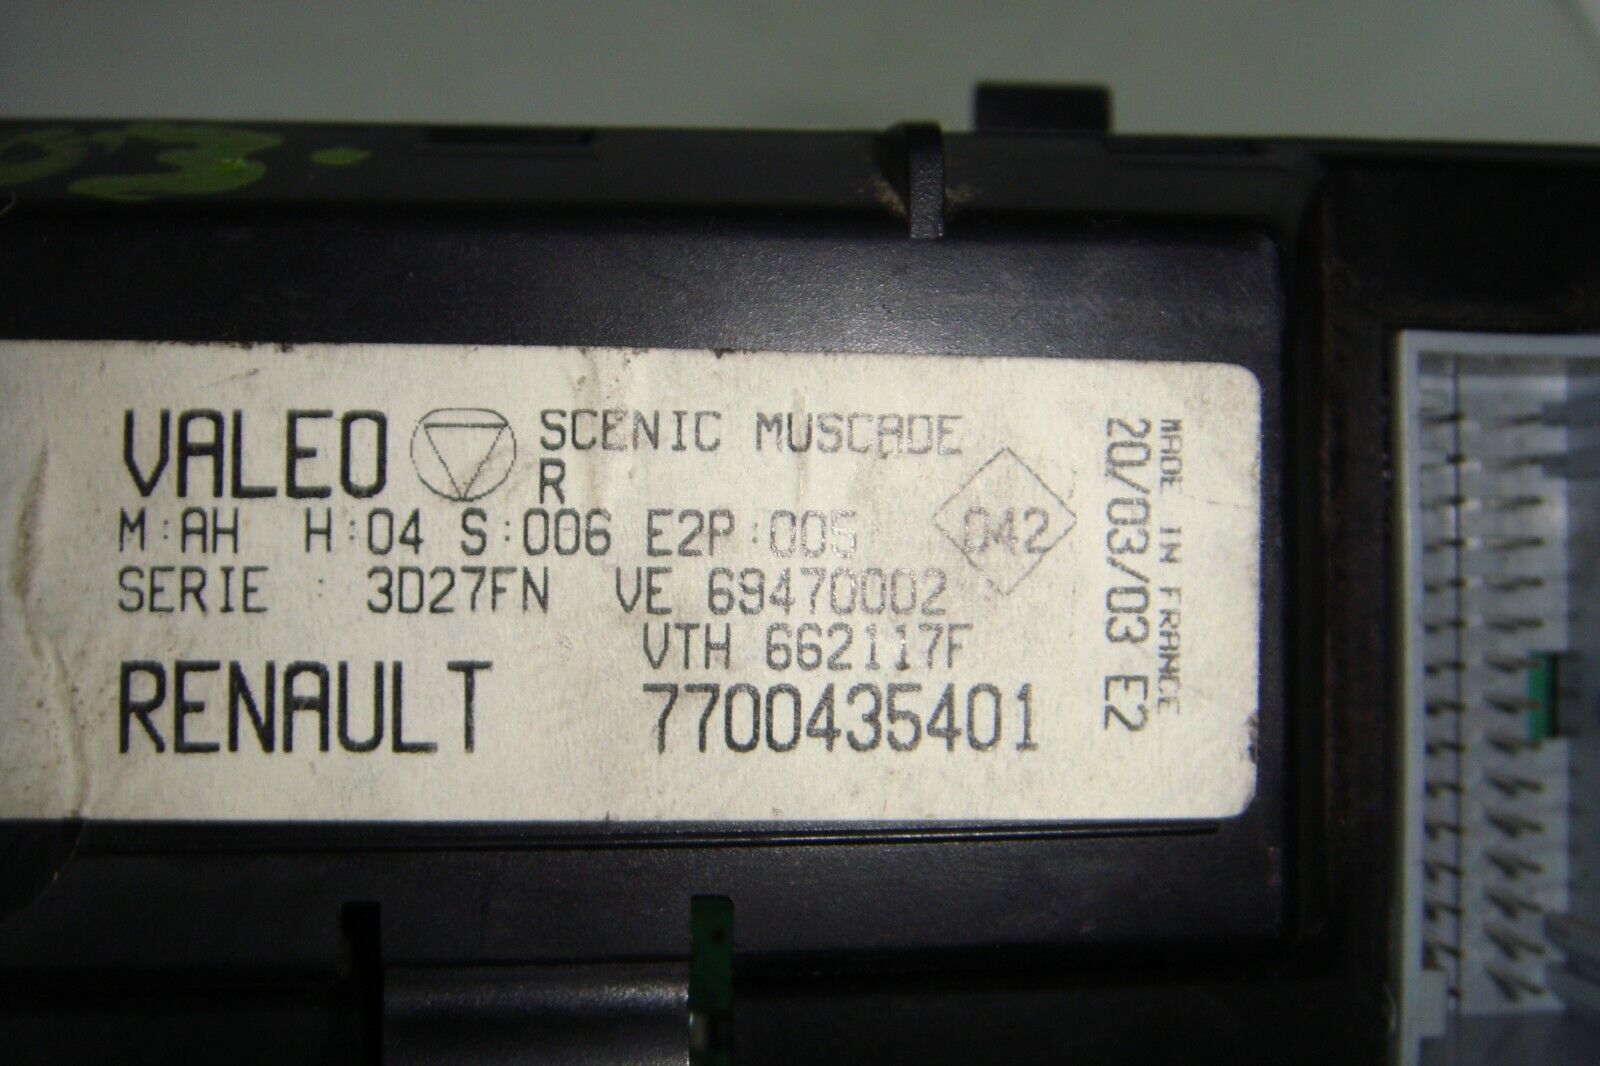 VALEO SCENIC MUSCADE
R
M:AH H:04 S:006 E2P:005 042
SERIE : 3D27FN VE 69470002
VTH 662117F
RENAULT 7700435401
MADE IN FRANCE
20/03/03 E2